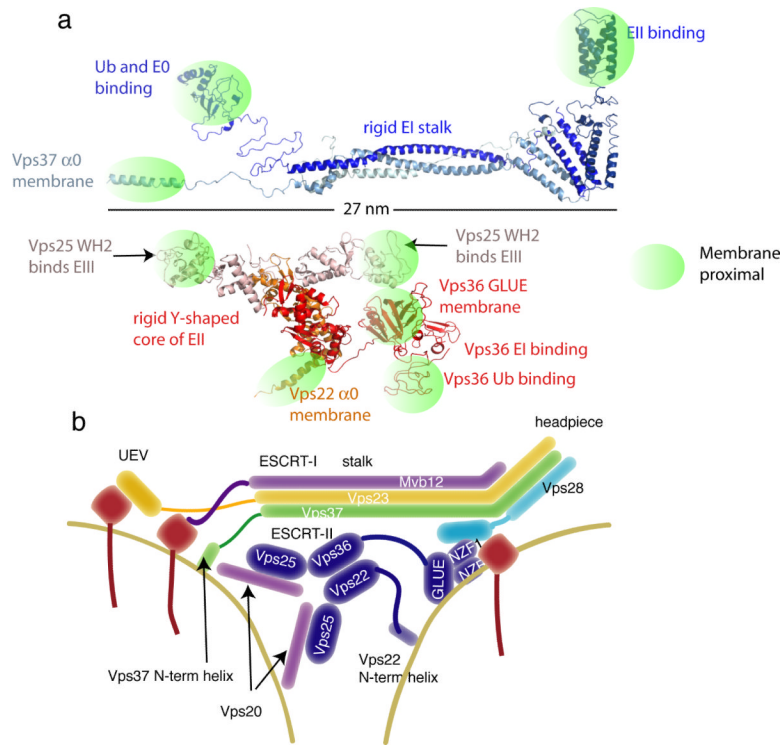 a
Ub and E0
binding
EII binding
rigid EI stalk
Vps37 α0
membrane
27 nm
Vps25 WH2
binds EIII
Vps25 WH2
binds EIII
Membrane
proximal
Vps36 GLUE
membrane
rigid Y-shaped
core of EII
Vps36 EI binding
Vps36 Ub binding
Vps22 α0
membrane
b
headpiece
UEV
ESCRT-I stalk
Mvb12
Vps23
Vps28
Vps37
ESCRT-II
Vps25
Vps36
Vps22
GLUE
NZF1
NZF
Vps25
Vps37 N-term helix
Vps22
N-term helix
Vps20